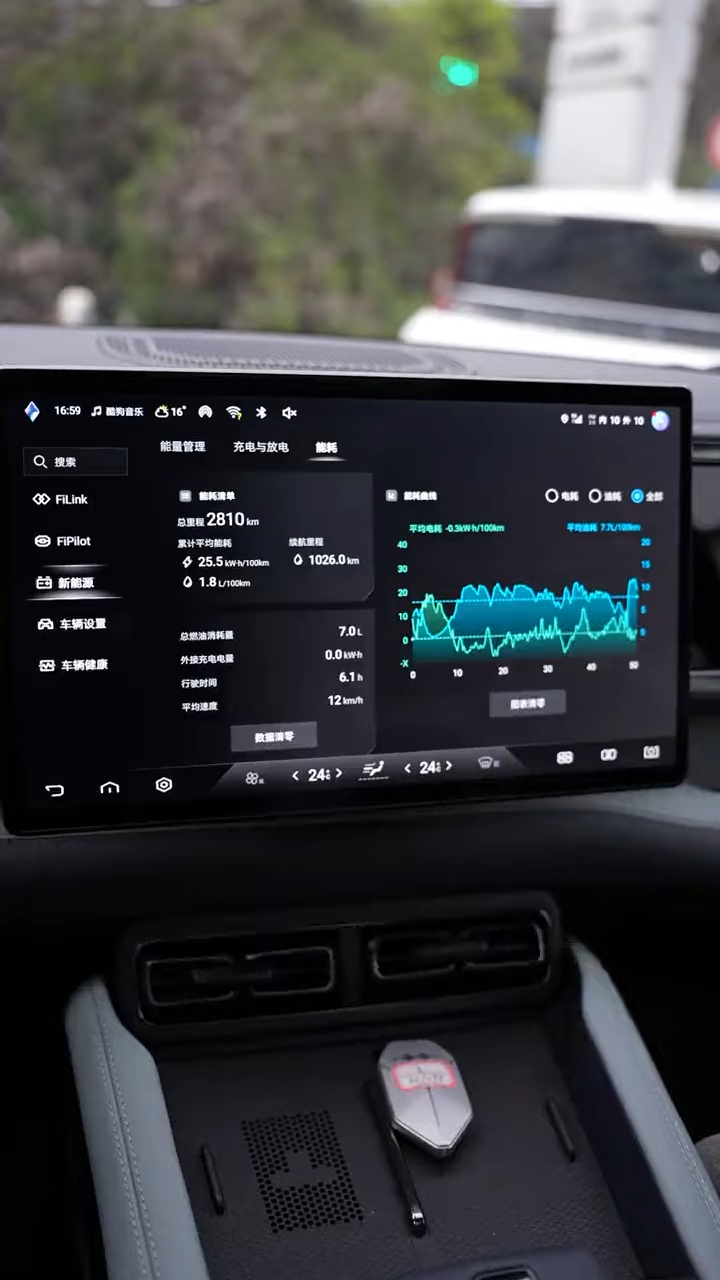 16:59 酷狗音乐 16° 内 10 外 10
搜索
FiLink
FiPilot
新能源
车辆设置
车辆健康
能量管理 充电与放电 能耗
能耗清单
总里程 2810 km
累计平均能耗 续航里程
25.5 kW·h/100km 1026.0 km
1.8 L/100km
总燃油消耗量 7.0 L
外接充电电量 0.0 kW·h
行驶时间 6.1 h
平均速度 12 km/h
数据清零
能耗曲线 电耗 油耗 全部
平均电耗 -0.3kW·h/100km 平均油耗 7.7L/100km
40 20
30 15
20 10
10 5
0
-X
0 10 20 30 40 50
图表清零
24 24